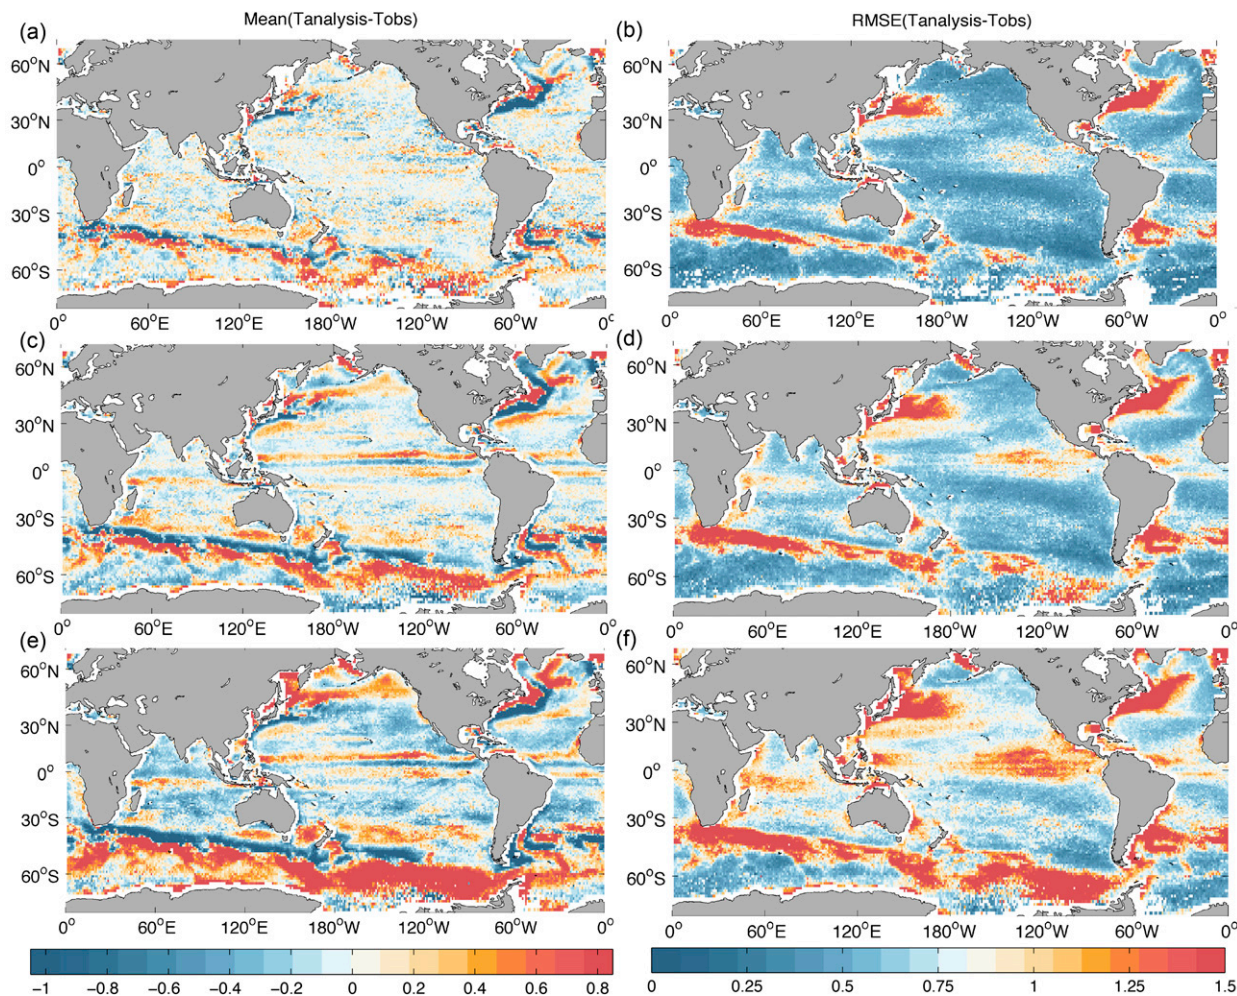 Mean(Tanalysis-Tobs) RMSE(Tanalysis-Tobs)
(a) (b)
60°N 60°N
30°N 30°N
0° 0°
30°S 30°S
60°S 60°S
0° 60°E 120°E 180°W 120°W 60°W 0° 0° 60°E 120°E 180°W 120°W 60°W 0°
(c) (d)
60°N 60°N
30°N 30°N
0° 0°
30°S 30°S
60°S 60°S
0° 60°E 120°E 180°W 120°W 60°W 0° 0° 60°E 120°E 180°W 120°W 60°W 0°
(e) (f)
60°N 60°N
30°N 30°N
0° 0°
30°S 30°S
60°S 60°S
0° 60°E 120°E 180°W 120°W 60°W 0° 0° 60°E 120°E 180°W 120°W 60°W 0°
−1 −0.8 −0.6 −0.4 −0.2 0 0.2 0.4 0.6 0.8 0 0.25 0.5 0.75 1 1.25 1.5